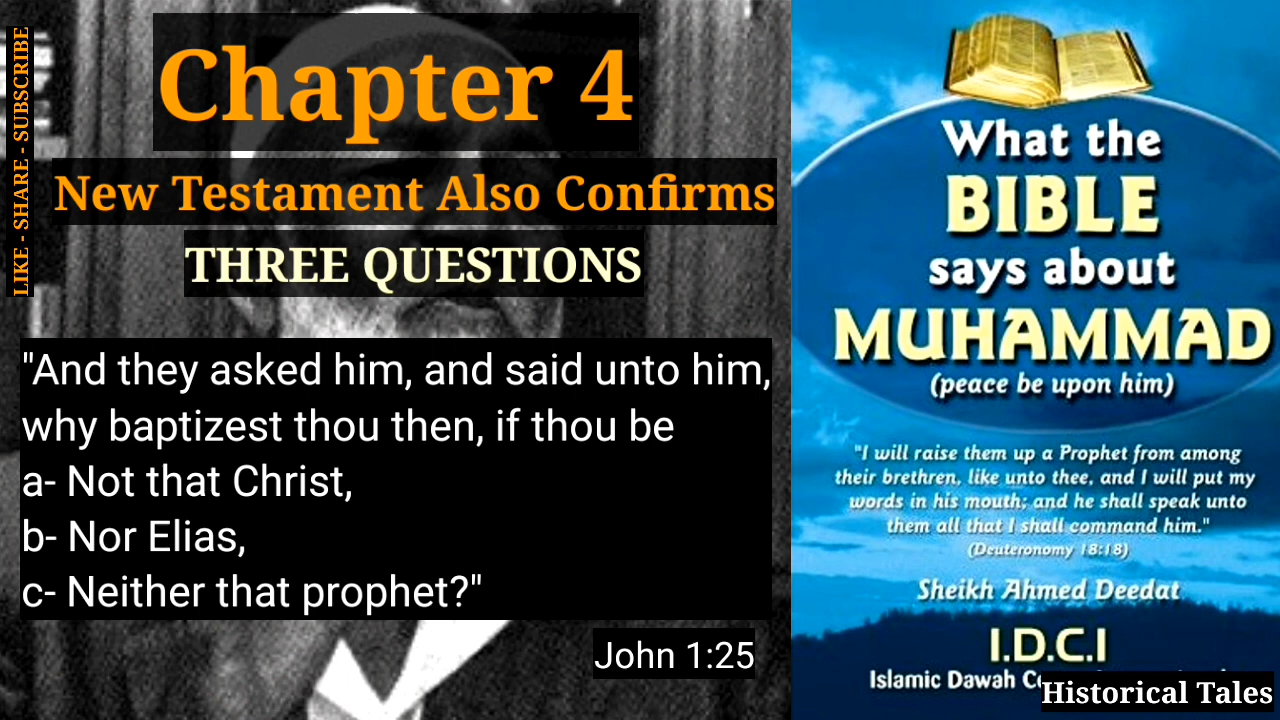 LIKE - SHARE - SUBSCRIBE
Chapter 4
New Testament Also Confirms
THREE QUESTIONS
"And they asked him, and said unto him,
why baptizest thou then, if thou be
a- Not that Christ,
b- Nor Elias,
c- Neither that prophet?"
John 1:25
What the
BIBLE
says about
MUHAMMAD
(peace be upon him)
"I will raise them up a Prophet from among
their brethren, like unto thee, and I will put my
words in his mouth; and he shall speak unto
them all that I shall command him."
(Deuteronomy 18:18)
Sheikh Ahmed Deedat
I.D.C.I
Islamic Dawah
Historical Tales